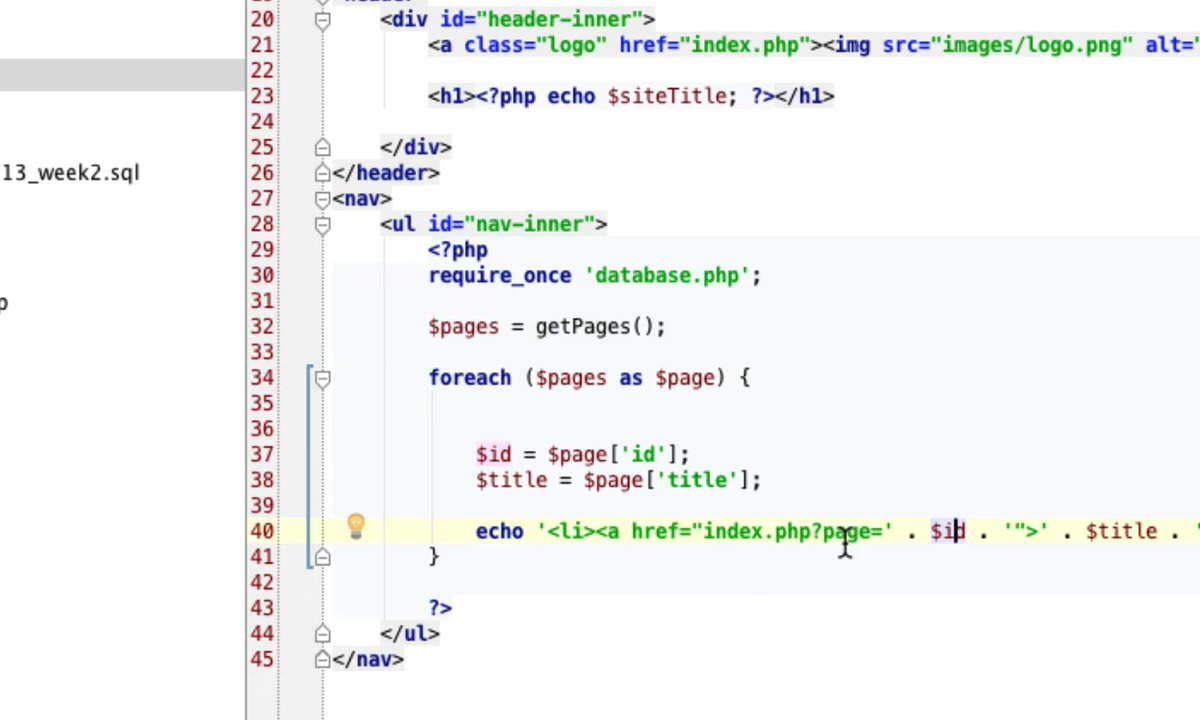 20 <div id="header-inner">
21 <a class="logo" href="index.php"><img src="images/logo.png" alt="
22
23 <h1><?php echo $siteTitle; ?></h1>
24
25 </div>
13_week2.sql
26 </header>
27 <nav>
28 <ul id="nav-inner">
29 <?php
30 require_once 'database.php';
p
31
32 $pages = getPages();
33
34 foreach ($pages as $page) {
35
36
37 $id = $page['id'];
38 $title = $page['title'];
39
40 echo '<li><a href="index.php?page=' . $id . '">' . $title . '
41 }
42
43 ?>
44 </ul>
45 </nav>